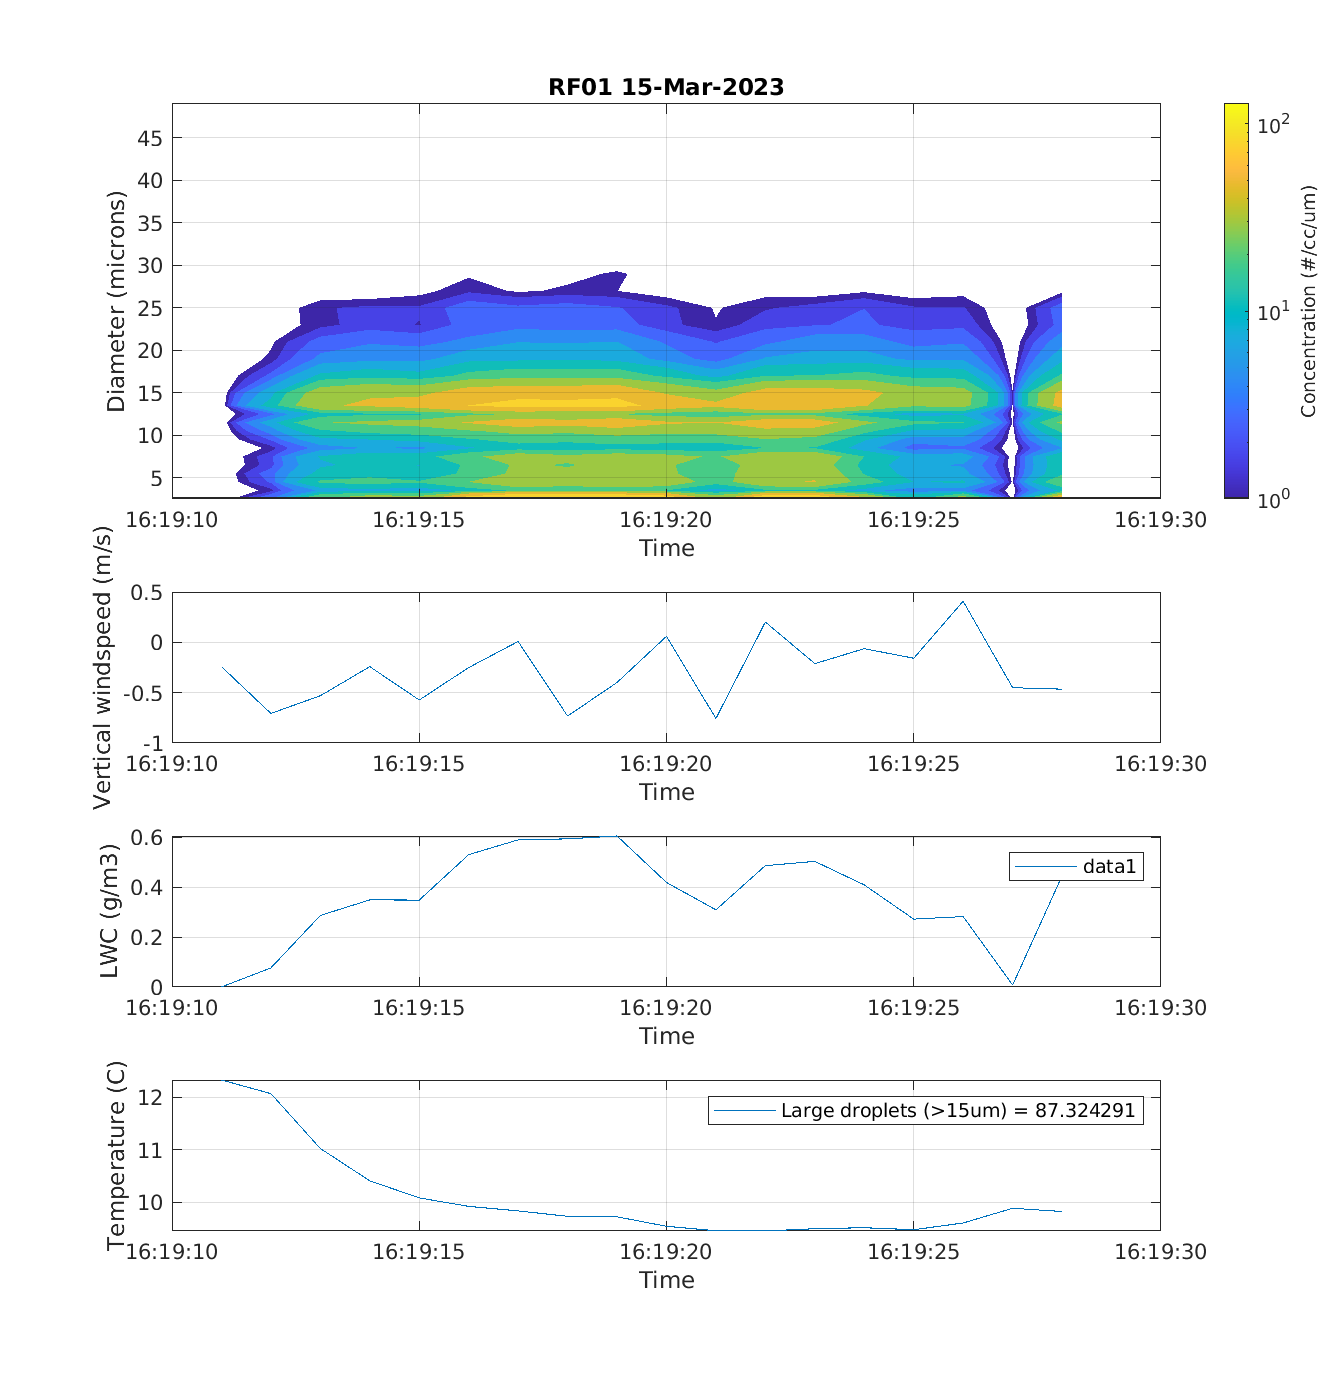 RF01 15-Mar-2023
45
40
35
30
25
20
15
10
5
Diameter (microns)
16:19:10 16:19:15 16:19:20 16:19:25 16:19:30
Time
10^2
10^1
10^0
Concentration (#/cc/um)
0.5
0
-0.5
-1
Vertical windspeed (m/s)
16:19:10 16:19:15 16:19:20 16:19:25 16:19:30
Time
0.6
0.4
0.2
0
LWC (g/m3)
data1
16:19:10 16:19:15 16:19:20 16:19:25 16:19:30
Time
12
11
10
Temperature (C)
Large droplets (>15um) = 87.324291
16:19:10 16:19:15 16:19:20 16:19:25 16:19:30
Time